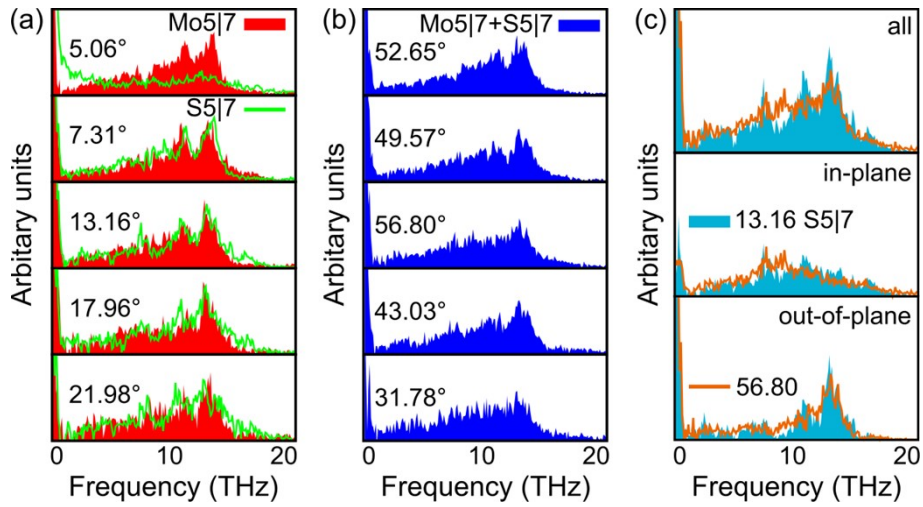 (a)
Mo5|7
5.06°
S5|7
7.31°
13.16°
17.96°
21.98°
Arbitary units
0 10 20
Frequency (THz)
(b)
Mo5|7+S5|7
52.65°
49.57°
56.80°
43.03°
31.78°
Arbitary units
0 10 20
Frequency (THz)
(c)
all
in-plane
13.16 S5|7
out-of-plane
56.80
Arbitary units
0 10 20
Frequency (THz)